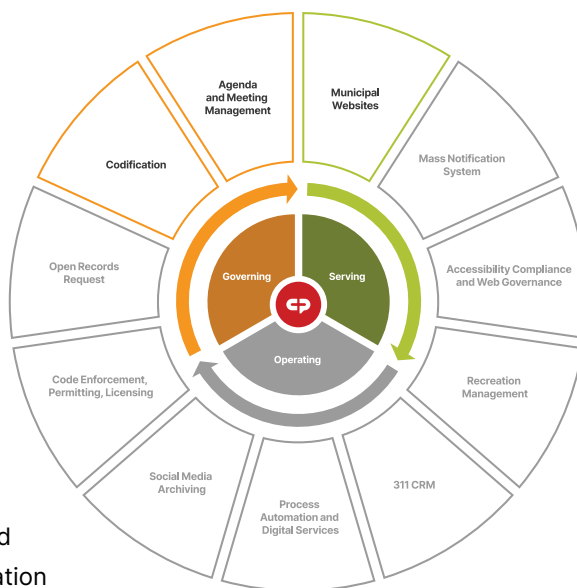 Agenda
and Meeting
Management
Municipal
Websites
Codification
Mass Notification
System
Open Records
Request
Governing
Serving
Accessibility Compliance
and Web Governance
Operating
Code Enforcement,
Permitting, Licensing
Recreation
Management
Social Media
Archiving
311 CRM
Process
Automation and
Digital Services